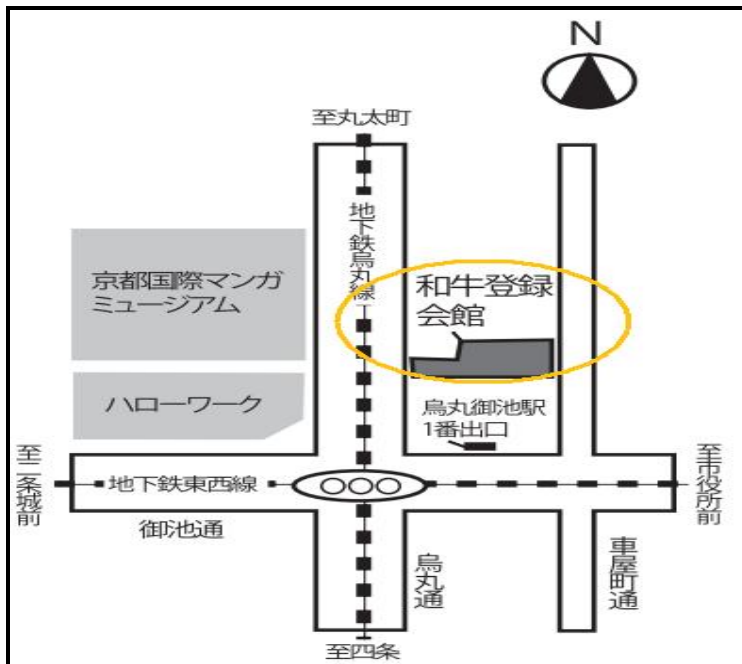 N
至丸太町
地下鉄烏丸線
京都国際マンガ
ミュージアム
和牛登録
会館
ハローワーク
烏丸御池駅
1番出口
至二条城前
地下鉄東西線
至市役所前
御池通
烏丸通
車屋町通
至四条